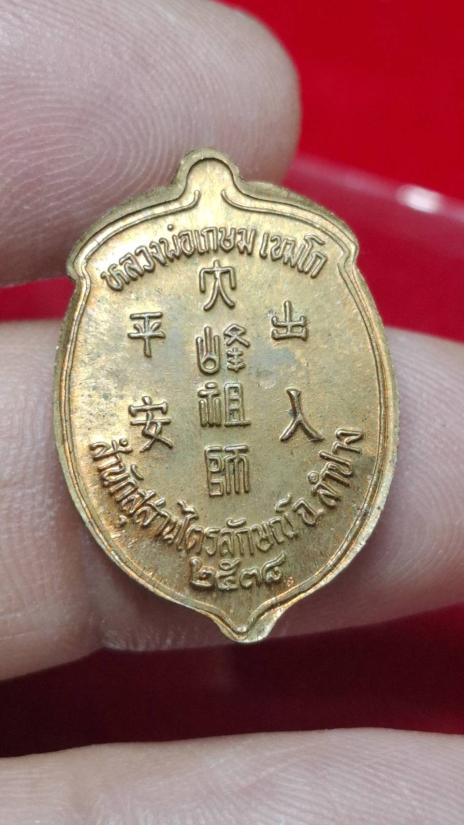 หลวงพ่อเกษม เขมโก
大峰祖師
出入
平安
สำนักสุสานไตรลักษณ์ จ.ลำปาง
๒๕๓๘